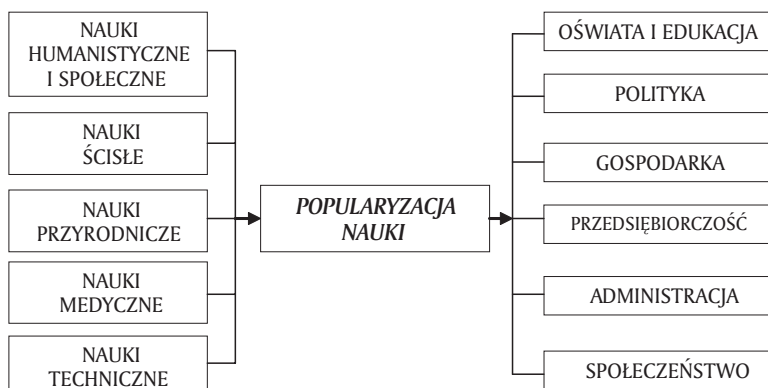 NAUKI
HUMANISTYCZNE
I SPOŁECZNE
NAUKI
ŚCISŁE
NAUKI
PRZYRODNICZE
NAUKI
MEDYCZNE
NAUKI
TECHNICZNE
POPULARYZACJA
NAUKI
OŚWIATA I EDUKACJA
POLITYKA
GOSPODARKA
PRZEDSIĘBIORCZOŚĆ
ADMINISTRACJA
SPOŁECZEŃSTWO